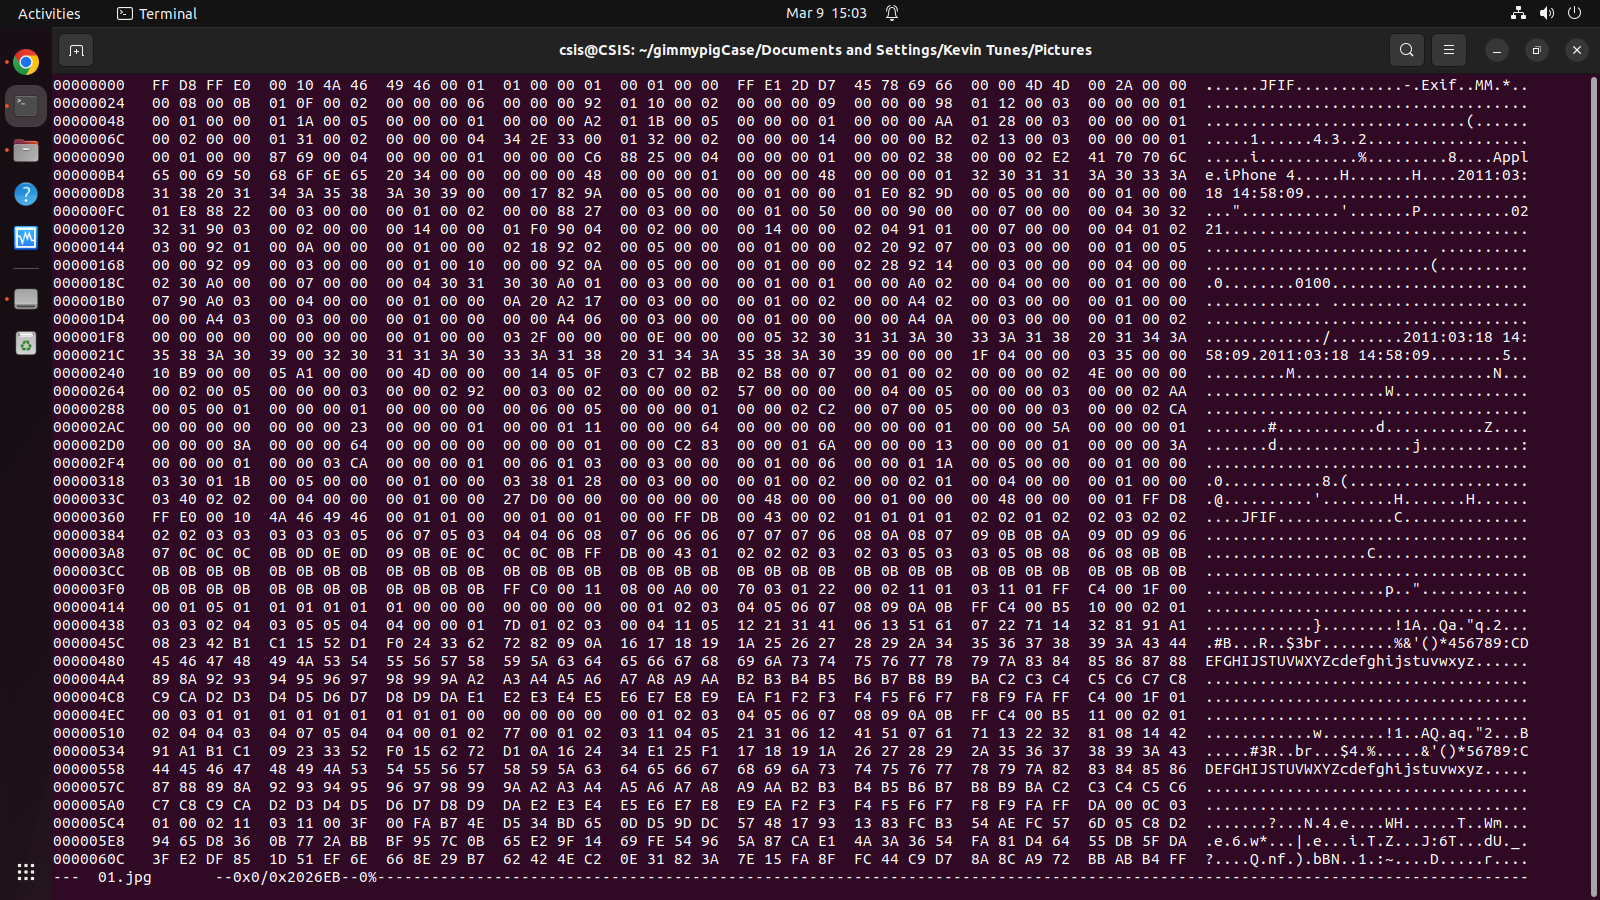 Activities
Terminal
Mar 9 15:03
csis@CSIS: ~/gimmypigCase/Documents and Settings/Kevin Tunes/Pictures
00000000 FF D8 FF E0 00 10 4A 46 49 46 00 01 01 00 00 01 00 01 00 00 FF E1 2D D7 45 78 69 66 00 00 4D 4D 00 2A 00 00 ......JFIF............-.Exif..MM.*..
00000024 00 08 00 0B 01 0F 00 02 00 00 00 06 00 00 00 92 01 10 00 02 00 00 00 09 00 00 00 98 01 12 00 03 00 00 00 01 ....................................
00000048 00 01 00 00 01 1A 00 05 00 00 00 01 00 00 00 A2 01 1B 00 05 00 00 00 01 00 00 00 AA 01 28 00 03 00 00 00 01 .............................(......
0000006C 00 02 00 00 01 31 00 02 00 00 00 04 34 2E 33 00 01 32 00 02 00 00 00 14 00 00 00 B2 02 13 00 03 00 00 00 01 .....1......4.3..2..................
00000090 00 01 00 00 87 69 00 04 00 00 00 01 00 00 00 C6 88 25 00 04 00 00 00 01 00 00 02 38 00 00 02 E2 41 70 70 6C .....i...........%.........8....Appl
000000B4 65 00 69 50 68 6F 6E 65 20 34 00 00 00 00 00 48 00 00 00 01 00 00 00 48 00 00 00 01 32 30 31 31 3A 30 33 3A e.iPhone 4.....H.......H....2011:03:
000000D8 31 38 20 31 34 3A 35 38 3A 30 39 00 00 17 82 9A 00 05 00 00 00 01 00 00 01 E0 82 9D 00 05 00 00 00 01 00 00 18 14:58:09.........................
000000FC 01 E8 88 22 00 03 00 00 00 01 00 02 00 00 88 27 00 03 00 00 00 01 00 50 00 00 90 00 00 07 00 00 00 04 30 32 ..."...........'.......P..........02
00000120 32 31 90 03 00 02 00 00 00 14 00 00 01 F0 90 04 00 02 00 00 00 14 00 00 02 04 91 01 00 07 00 00 00 04 01 02 21..................................
00000144 03 00 92 01 00 0A 00 00 00 01 00 00 02 18 92 02 00 05 00 00 00 01 00 00 02 20 92 07 00 03 00 00 00 01 00 05 ......................... ..........
00000168 00 00 92 09 00 03 00 00 00 01 00 10 00 00 92 0A 00 05 00 00 00 01 00 00 02 28 92 14 00 03 00 00 00 04 00 00 .........................(..........
0000018C 02 30 A0 00 00 07 00 00 00 04 30 31 30 30 A0 01 00 03 00 00 00 01 00 01 00 00 A0 02 00 04 00 00 00 01 00 00 .0........0100......................
000001B0 07 90 A0 03 00 04 00 00 00 01 00 00 0A 20 A2 17 00 03 00 00 00 01 00 02 00 00 A4 02 00 03 00 00 00 01 00 00 ............. ......................
000001D4 00 00 A4 03 00 03 00 00 00 01 00 00 00 00 A4 06 00 03 00 00 00 01 00 00 00 00 A4 0A 00 03 00 00 00 01 00 02 ....................................
000001F8 00 00 00 00 00 00 00 00 00 01 00 00 03 2F 00 00 00 0E 00 00 00 05 32 30 31 31 3A 30 33 3A 31 38 20 31 34 3A ............./........2011:03:18 14:
0000021C 35 38 3A 30 39 00 32 30 31 31 3A 30 33 3A 31 38 20 31 34 3A 35 38 3A 30 39 00 00 00 1F 04 00 00 03 35 00 00 58:09.2011:03:18 14:58:09........5..
00000240 10 B9 00 00 05 A1 00 00 00 4D 00 00 00 14 05 0F 03 C7 02 BB 02 B8 00 07 00 01 00 02 00 00 00 02 4E 00 00 00 .........M......................N...
00000264 00 02 00 05 00 00 00 03 00 00 02 92 00 03 00 02 00 00 00 02 57 00 00 00 00 04 00 05 00 00 00 03 00 00 02 AA ....................W...............
00000288 00 05 00 01 00 00 00 01 00 00 00 00 00 06 00 05 00 00 00 01 00 00 02 C2 00 07 00 05 00 00 00 03 00 00 02 CA ....................................
000002AC 00 00 00 00 00 00 00 23 00 00 00 01 00 00 01 11 00 00 00 64 00 00 00 00 00 00 00 01 00 00 00 5A 00 00 00 01 .......#...........d...........Z....
000002D0 00 00 00 8A 00 00 00 64 00 00 00 00 00 00 00 01 00 00 C2 83 00 00 01 6A 00 00 00 13 00 00 00 01 00 00 00 3A .......d...............j...........:
000002F4 00 00 00 01 00 00 03 CA 00 00 00 01 00 06 01 03 00 03 00 00 00 01 00 06 00 00 01 1A 00 05 00 00 00 01 00 00 ....................................
00000318 03 30 01 1B 00 05 00 00 00 01 00 00 03 38 01 28 00 03 00 00 00 01 00 02 00 00 02 01 00 04 00 00 00 01 00 00 .0...........8.(....................
0000033C 03 40 02 02 00 04 00 00 00 01 00 00 27 D0 00 00 00 00 00 00 00 48 00 00 00 01 00 00 00 48 00 00 00 01 FF D8 .@..........'........H.......H......
00000360 FF E0 00 10 4A 46 49 46 00 01 01 00 00 01 00 01 00 00 FF DB 00 43 00 02 01 01 01 01 02 02 01 02 02 03 02 02 ....JFIF.............C..............
00000384 02 02 03 03 03 03 03 05 06 07 05 03 04 04 06 08 07 06 06 06 07 07 07 06 08 0A 08 07 09 0B 0B 0A 09 0D 09 06 ....................................
000003A8 07 0C 0C 0C 0B 0D 0E 0D 09 0B 0E 0C 0C 0C 0B FF DB 00 43 01 02 02 02 03 02 03 05 03 03 05 0B 08 06 08 0B 0B ..................C.................
000003CC 0B 0B 0B 0B 0B 0B 0B 0B 0B 0B 0B 0B 0B 0B 0B 0B 0B 0B 0B 0B 0B 0B 0B 0B 0B 0B 0B 0B 0B 0B 0B 0B 0B 0B 0B 0B ....................................
000003F0 0B 0B 0B 0B 0B 0B 0B 0B 0B 0B 0B 0B FF C0 00 11 08 00 A0 00 70 03 01 22 00 02 11 01 03 11 01 FF C4 00 1F 00 ....................p.."............
00000414 00 01 05 01 01 01 01 01 01 00 00 00 00 00 00 00 00 01 02 03 04 05 06 07 08 09 0A 0B FF C4 00 B5 10 00 02 01 ....................................
00000438 03 03 02 04 03 05 05 04 04 00 00 01 7D 01 02 03 00 04 11 05 12 21 31 41 06 13 51 61 07 22 71 14 32 81 91 A1 ............}........!1A..Qa."q.2...
0000045C 08 23 42 B1 C1 15 52 D1 F0 24 33 62 72 82 09 0A 16 17 18 19 1A 25 26 27 28 29 2A 34 35 36 37 38 39 3A 43 44 .#B...R..$3br........%&'()*456789:CD
00000480 45 46 47 48 49 4A 53 54 55 56 57 58 59 5A 63 64 65 66 67 68 69 6A 73 74 75 76 77 78 79 7A 83 84 85 86 87 88 EFGHIJSTUVWXYZcdefghijstuvwxyz......
000004A4 89 8A 92 93 94 95 96 97 98 99 9A A2 A3 A4 A5 A6 A7 A8 A9 AA B2 B3 B4 B5 B6 B7 B8 B9 BA C2 C3 C4 C5 C6 C7 C8 ....................................
000004C8 C9 CA D2 D3 D4 D5 D6 D7 D8 D9 DA E1 E2 E3 E4 E5 E6 E7 E8 E9 EA F1 F2 F3 F4 F5 F6 F7 F8 F9 FA FF C4 00 1F 01 ....................................
000004EC 00 03 01 01 01 01 01 01 01 01 01 00 00 00 00 00 00 01 02 03 04 05 06 07 08 09 0A 0B FF C4 00 B5 11 00 02 01 ....................................
00000510 02 04 04 03 04 07 05 04 04 00 01 02 77 00 01 02 03 11 04 05 21 31 06 12 41 51 07 61 71 13 22 32 81 08 14 42 ............w.......!1..AQ.aq."2...B
00000534 91 A1 B1 C1 09 23 33 52 F0 15 62 72 D1 0A 16 24 34 E1 25 F1 17 18 19 1A 26 27 28 29 2A 35 36 37 38 39 3A 43 .....#3R..br...$4.%.....&'()*56789:C
00000558 44 45 46 47 48 49 4A 53 54 55 56 57 58 59 5A 63 64 65 66 67 68 69 6A 73 74 75 76 77 78 79 7A 82 83 84 85 86 DEFGHIJSTUVWXYZcdefghijstuvwxyz.....
0000057C 87 88 89 8A 92 93 94 95 96 97 98 99 9A A2 A3 A4 A5 A6 A7 A8 A9 AA B2 B3 B4 B5 B6 B7 B8 B9 BA C2 C3 C4 C5 C6 ....................................
000005A0 C7 C8 C9 CA D2 D3 D4 D5 D6 D7 D8 D9 DA E2 E3 E4 E5 E6 E7 E8 E9 EA F2 F3 F4 F5 F6 F7 F8 F9 FA FF DA 00 0C 03 ....................................
000005C4 01 00 02 11 03 11 00 3F 00 FA B7 4E D5 34 BD 65 0D D5 9D DC 57 48 17 93 13 83 FC B3 54 AE FC 57 6D 05 C8 D2 .......?...N.4.e....WH......T..Wm...
000005E8 94 65 D8 36 0B 77 2A BB BF 95 7C 0B 65 E2 9F 14 69 FE 54 96 5A 87 CA E1 4A 3A 36 54 FA 81 D4 64 55 DB 5F DA .e.6.w*...|.e...i.T.Z...J:6T...dU._.
0000060C 3F E2 DF 85 1D 51 EF 6E 66 8E 29 B7 62 42 4E C2 0E 31 82 3A 7E 15 FA 8F FC 44 C9 D7 8A 8C A9 72 BB AB B4 FF ?....Q.nf.).bBN..1.:~....D.....r....
--- 01.jpg --0x0/0x2026EB--0%--------------------------------------------------------------------------------------------------------------------------------